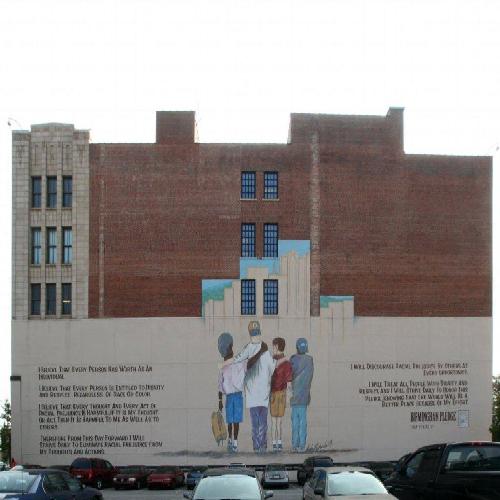 I BELIEVE THAT EVERY PERSON HAS WORTH AS AN
INDIVIDUAL.
I BELIEVE THAT EVERY PERSON IS ENTITLED TO DIGNITY
AND RESPECT, REGARDLESS OF RACE OR COLOR.
I BELIEVE THAT EVERY THOUGHT AND EVERY ACT OF
RACIAL PREJUDICE IS HARMFUL; IF IT IS MY THOUGHT
OR ACT, THEN IT IS HARMFUL TO ME AS WELL AS TO
OTHERS.
THEREFORE, FROM THIS DAY FORWARD I WILL
STRIVE DAILY TO ELIMINATE RACIAL PREJUDICE FROM
MY THOUGHTS AND ACTIONS.
I WILL DISCOURAGE RACIAL PREJUDICE BY OTHERS AT
EVERY OPPORTUNITY.
I WILL TREAT ALL PEOPLE WITH DIGNITY AND
RESPECT; AND I WILL STRIVE DAILY TO HONOR THIS
PLEDGE, KNOWING THAT THE WORLD WILL BE A
BETTER PLACE BECAUSE OF MY EFFORT.
BIRMINGHAM PLEDGE